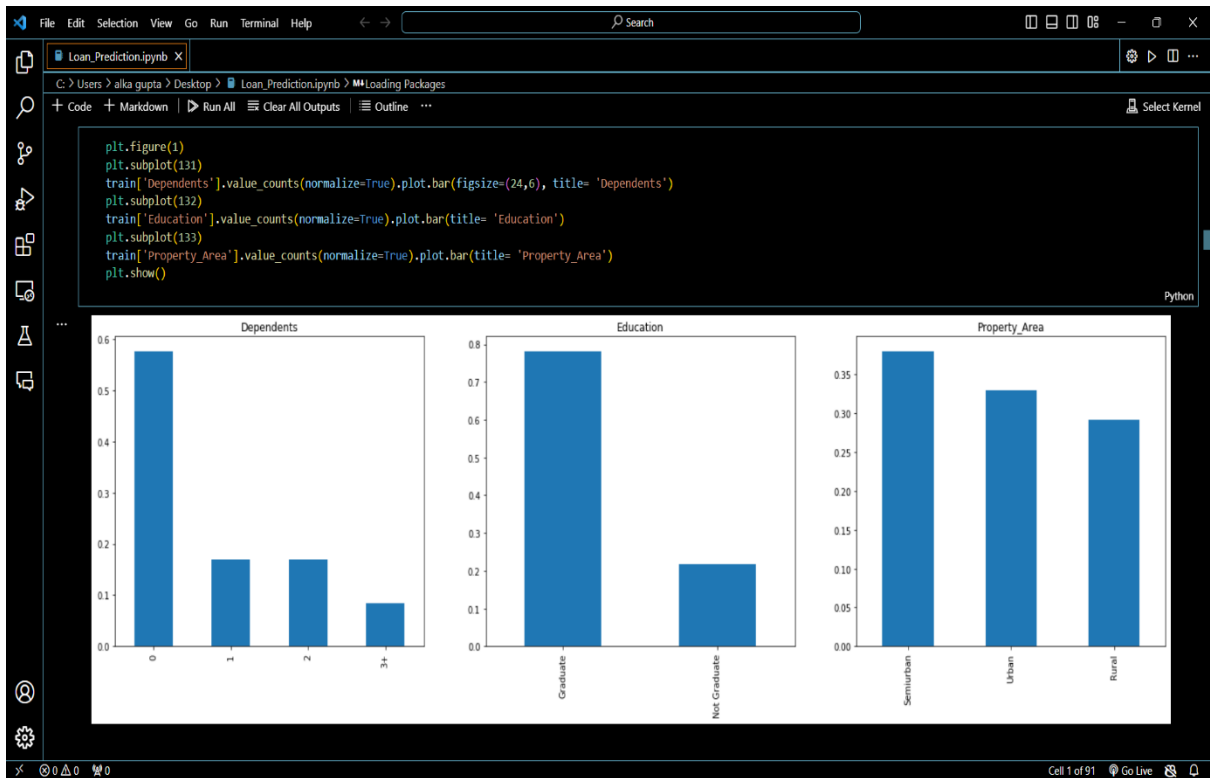 File Edit Selection View Go Run Terminal Help ← → Search
Loan_Prediction.ipynb
C: > Users > alka gupta > Desktop > Loan_Prediction.ipynb > M↓Loading Packages
+ Code + Markdown | Run All Clear All Outputs | Outline ··· Select Kernel
plt.figure(1)
plt.subplot(131)
train['Dependents'].value_counts(normalize=True).plot.bar(figsize=(24,6), title= 'Dependents')
plt.subplot(132)
train['Education'].value_counts(normalize=True).plot.bar(title= 'Education')
plt.subplot(133)
train['Property_Area'].value_counts(normalize=True).plot.bar(title= 'Property_Area')
plt.show()
Python
Dependents
0.6
0.5
0.4
0.3
0.2
0.1
0.0
0 1 2 3+
Education
0.8
0.7
0.6
0.5
0.4
0.3
0.2
0.1
0.0
Graduate Not Graduate
Property_Area
0.35
0.30
0.25
0.20
0.15
0.10
0.05
0.00
Semiurban Urban Rural
0 0 0 Cell 1 of 91 Go Live